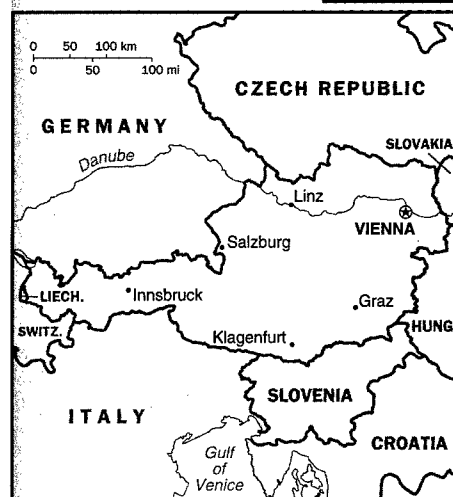 0 50 100 km
0 50 100 mi
CZECH REPUBLIC
GERMANY
SLOVAKIA
Danube
Linz
VIENNA
Salzburg
LIECH.
Innsbruck
Graz
SWITZ.
HUNG
Klagenfurt
SLOVENIA
ITALY
CROATIA
Gulf
of
Venice